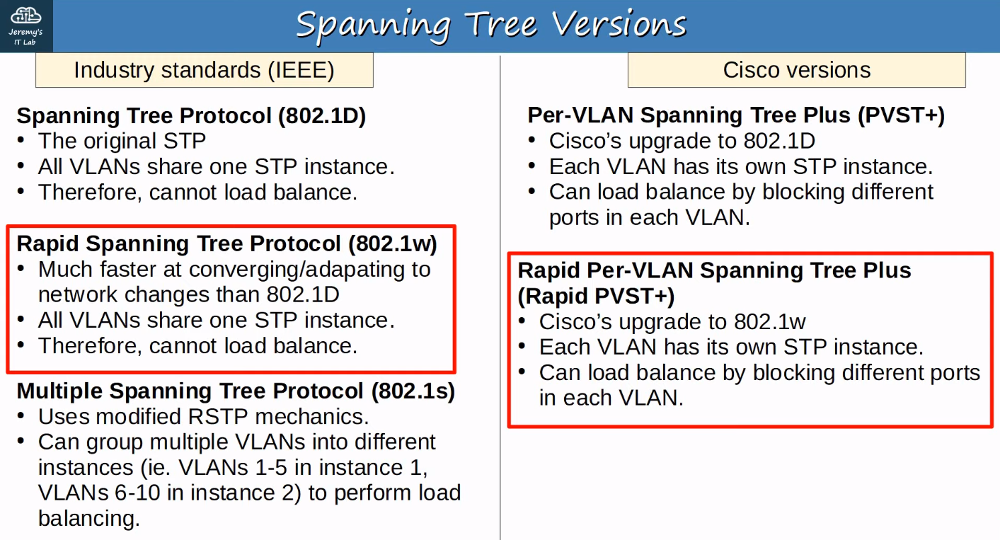 Jeremy's
IT Lab
Spanning Tree Versions
Industry standards (IEEE)
Spanning Tree Protocol (802.1D)
• The original STP
• All VLANs share one STP instance.
• Therefore, cannot load balance.
Rapid Spanning Tree Protocol (802.1w)
• Much faster at converging/adapating to
network changes than 802.1D
• All VLANs share one STP instance.
• Therefore, cannot load balance.
Multiple Spanning Tree Protocol (802.1s)
• Uses modified RSTP mechanics.
• Can group multiple VLANs into different
instances (ie. VLANs 1-5 in instance 1,
VLANs 6-10 in instance 2) to perform load
balancing.
Cisco versions
Per-VLAN Spanning Tree Plus (PVST+)
• Cisco’s upgrade to 802.1D
• Each VLAN has its own STP instance.
• Can load balance by blocking different
ports in each VLAN.
Rapid Per-VLAN Spanning Tree Plus
(Rapid PVST+)
• Cisco’s upgrade to 802.1w
• Each VLAN has its own STP instance.
• Can load balance by blocking different ports
in each VLAN.